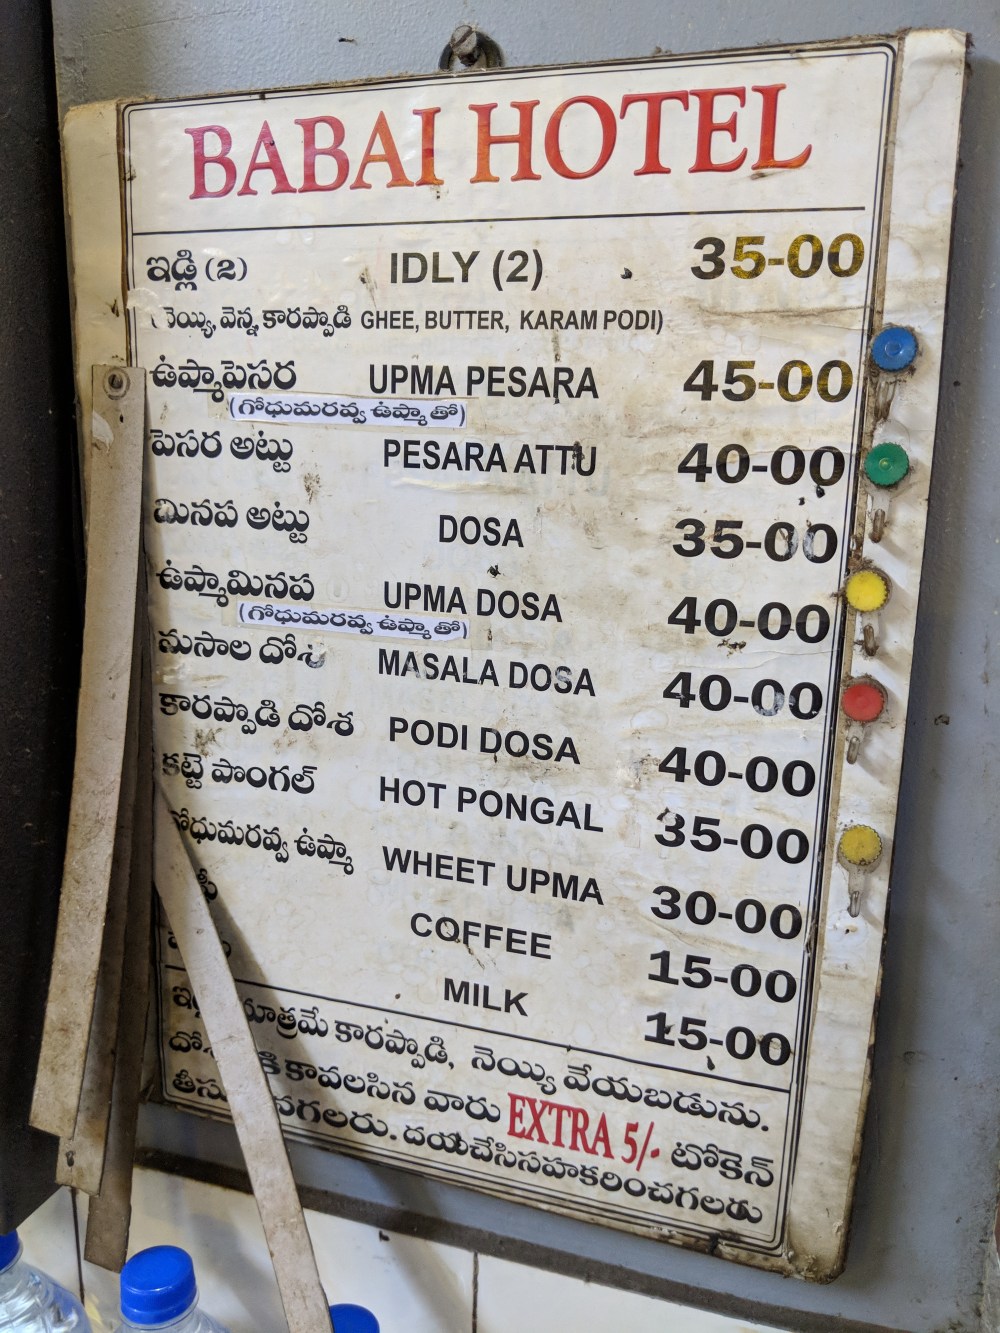 BABAI HOTEL
ఇడ్లి (2) IDLY (2) 35-00
(నెయ్యి, వెన్న, కారప్పొడి GHEE, BUTTER, KARAM PODI)
ఉప్మాపెసర UPMA PESARA 45-00
(గోధుమరవ్వ ఉప్మాతో)
పెసర అట్టు PESARA ATTU 40-00
మినప అట్టు DOSA 35-00
ఉప్మామినప UPMA DOSA 40-00
(గోధుమరవ్వ ఉప్మాతో)
మసాల దోశ MASALA DOSA 40-00
కారప్పొడి దోశ PODI DOSA 40-00
కట్టె పొంగల్ HOT PONGAL 35-00
గోధుమరవ్వ ఉప్మా WHEET UPMA 30-00
COFFEE 15-00
MILK 15-00
మాత్రమే కారప్పొడి, నెయ్యి వేయబడును.
కావలసిన వారు EXTRA 5/- టోకెన్
దయచేసిసహకరించగలరు